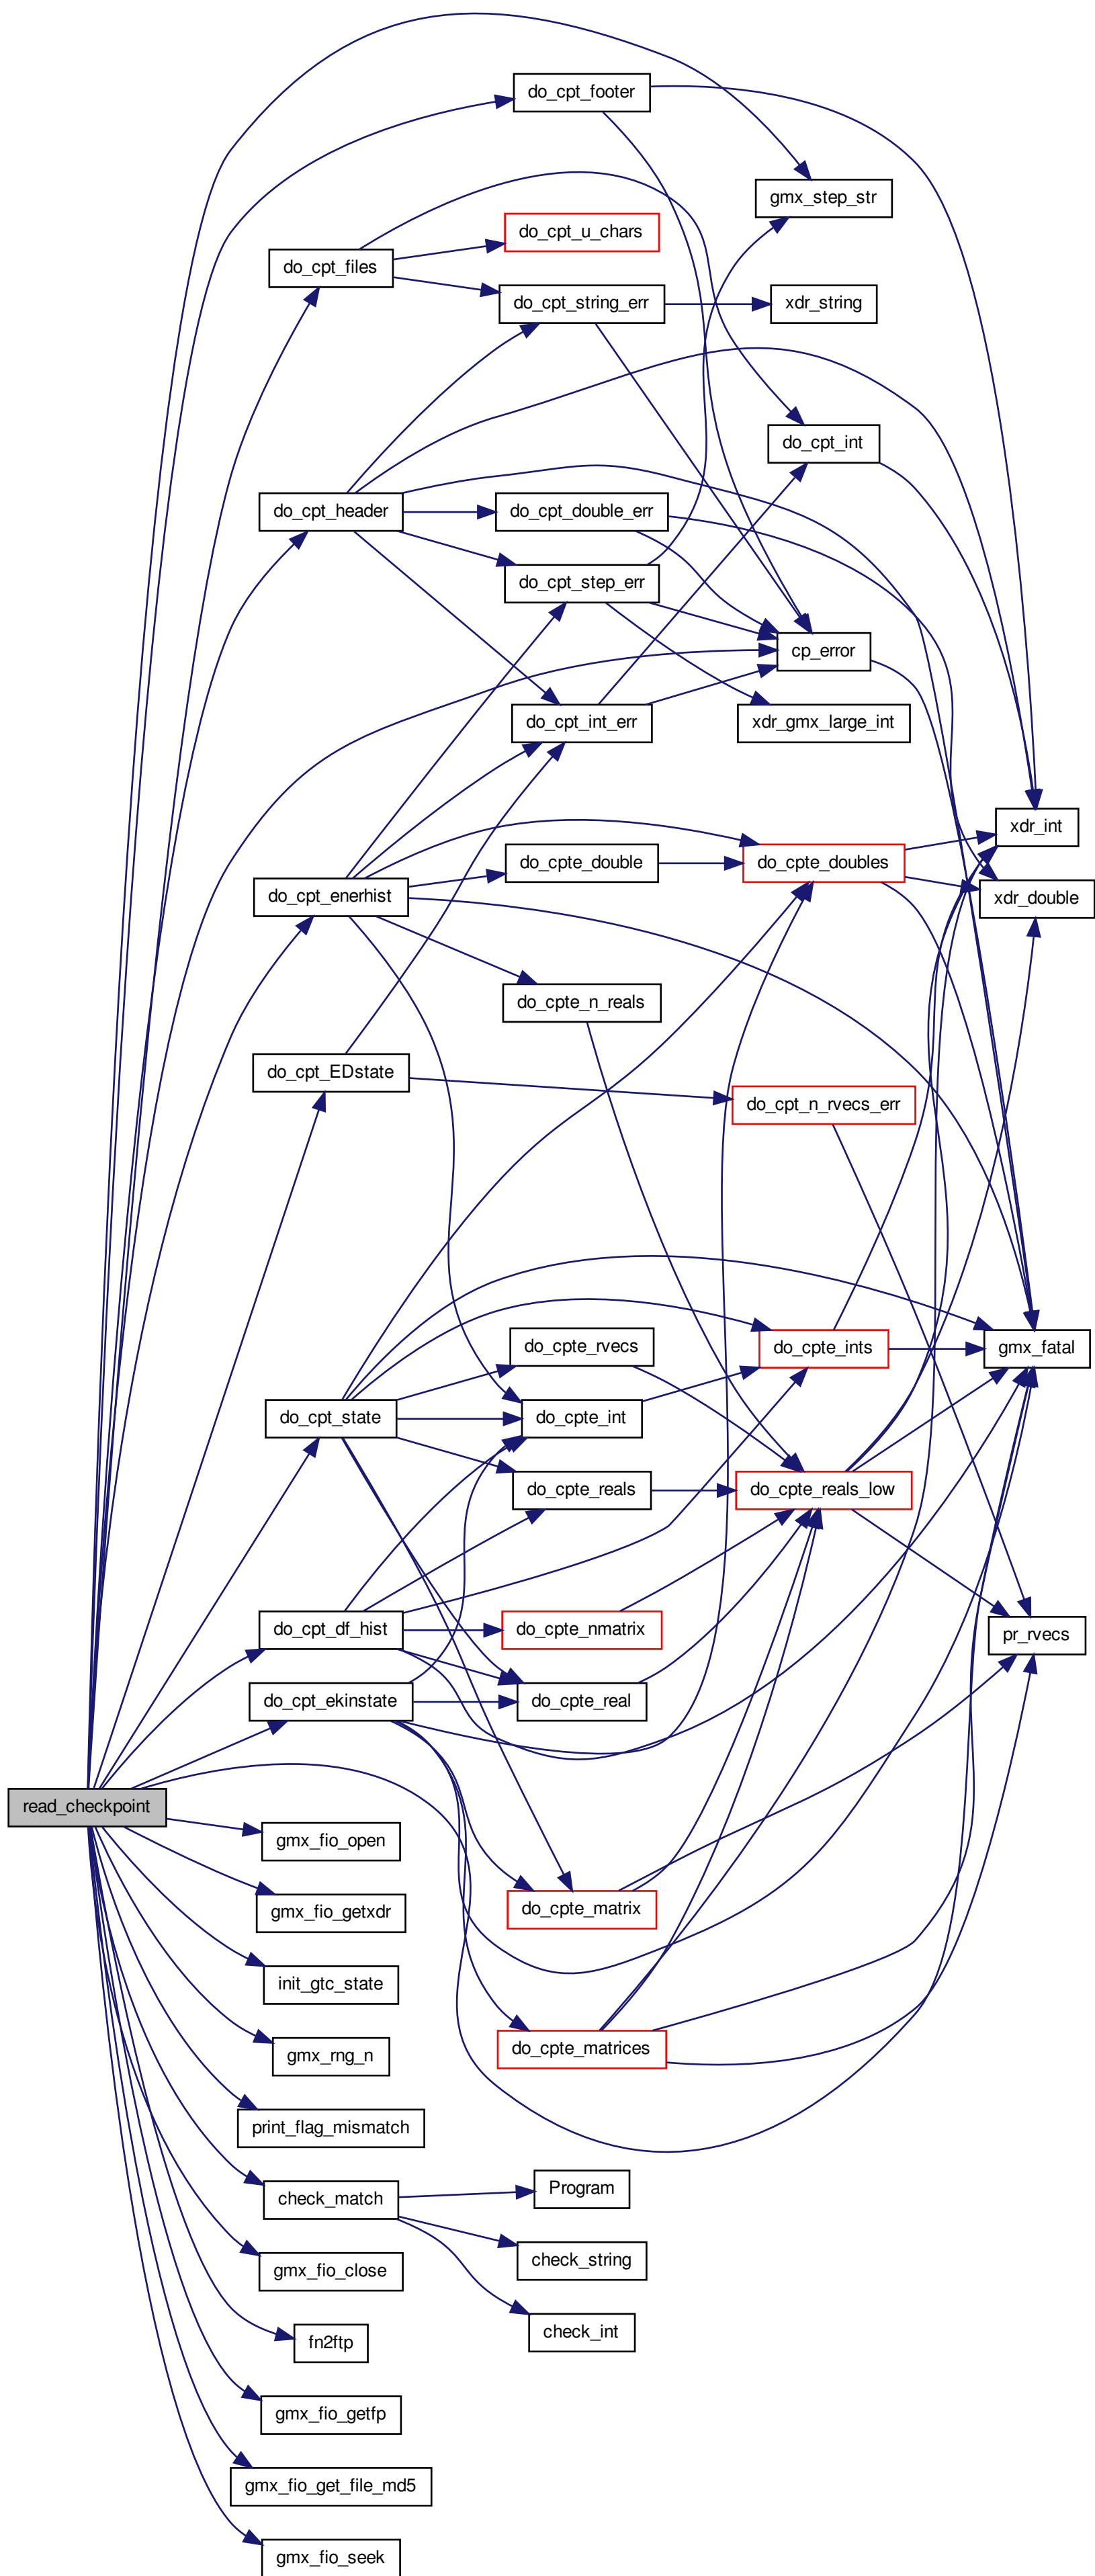 do_cpt_footer
gmx_step_str
do_cpt_u_chars
do_cpt_files
do_cpt_string_err
xdr_string
do_cpt_int
do_cpt_header
do_cpt_double_err
do_cpt_step_err
cp_error
do_cpt_int_err
xdr_gmx_large_int
xdr_int
do_cpte_double
do_cpte_doubles
do_cpt_enerhist
xdr_double
do_cpte_n_reals
do_cpt_EDstate
do_cpt_n_rvecs_err
do_cpte_rvecs
do_cpte_ints
gmx_fatal
do_cpt_state
do_cpte_int
do_cpte_reals
do_cpte_reals_low
do_cpt_df_hist
do_cpte_nmatrix
pr_rvecs
do_cpt_ekinstate
do_cpte_real
read_checkpoint
gmx_fio_open
gmx_fio_getxdr
do_cpte_matrix
init_gtc_state
gmx_rng_n
do_cpte_matrices
print_flag_mismatch
Program
check_match
check_string
gmx_fio_close
check_int
fn2ftp
gmx_fio_getfp
gmx_fio_get_file_md5
gmx_fio_seek